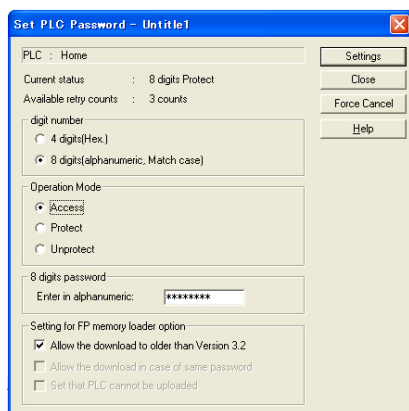 Set PLC Password - Untitle1
PLC : Home
Settings
Current status : 8 digits Protect
Close
Available retry counts : 3 counts
Force Cancel
digit number
Help
4 digits(Hex.)
8 digits(alphanumeric, Match case)
Operation Mode
Access
Protect
Unprotect
8 digits password
Enter in alphanumeric: ********
Setting for FP memory loader option
Allow the download to older than Version 3.2
Allow the download in case of same password
Set that PLC cannot be uploaded